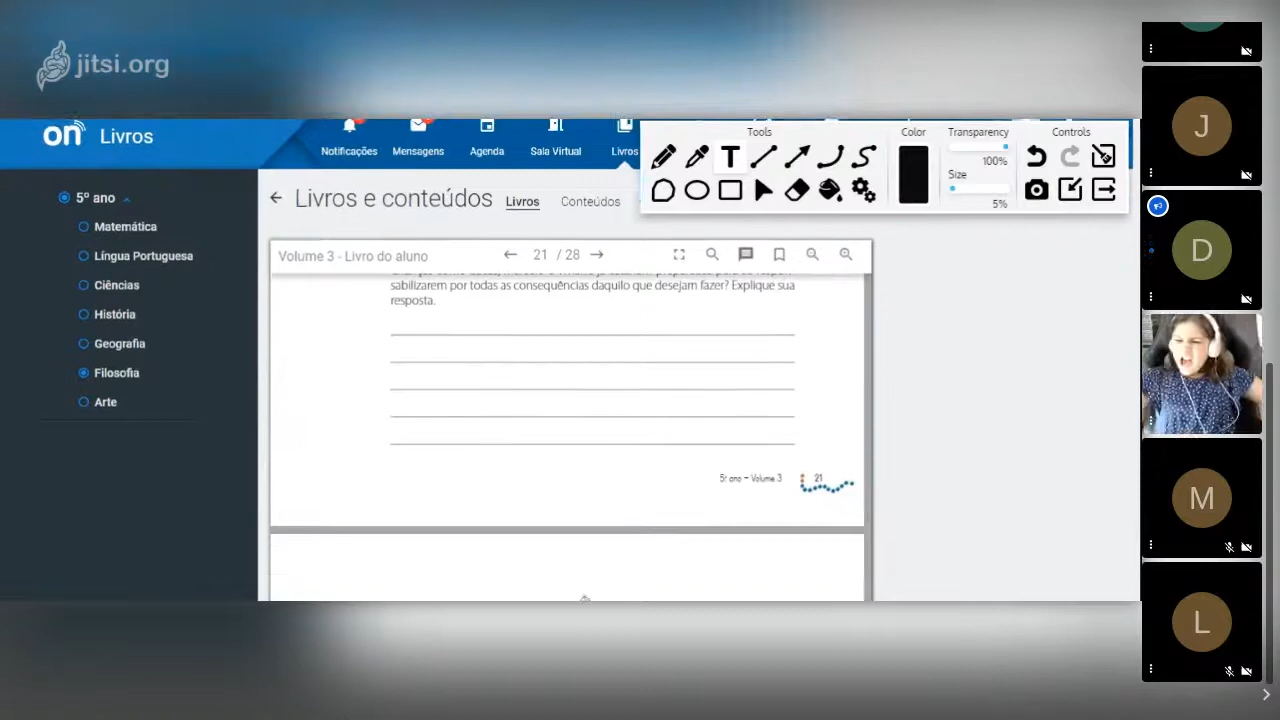 jitsi.org
on Livros
Notificações
Mensagens
Agenda
Sala Virtual
Livros
Tools
Color
Transparency
100%
Size
5%
Controls
5º ano
Matemática
Língua Portuguesa
Ciências
História
Geografia
Filosofia
Arte
Livros e conteúdos
Livros
Conteúdos
Volume 3 - Livro do aluno
21 / 28
sabilizarem por todas as consequências daquilo que desejam fazer? Explique sua
resposta.
5º ano – Volume 3
21
J
D
M
L